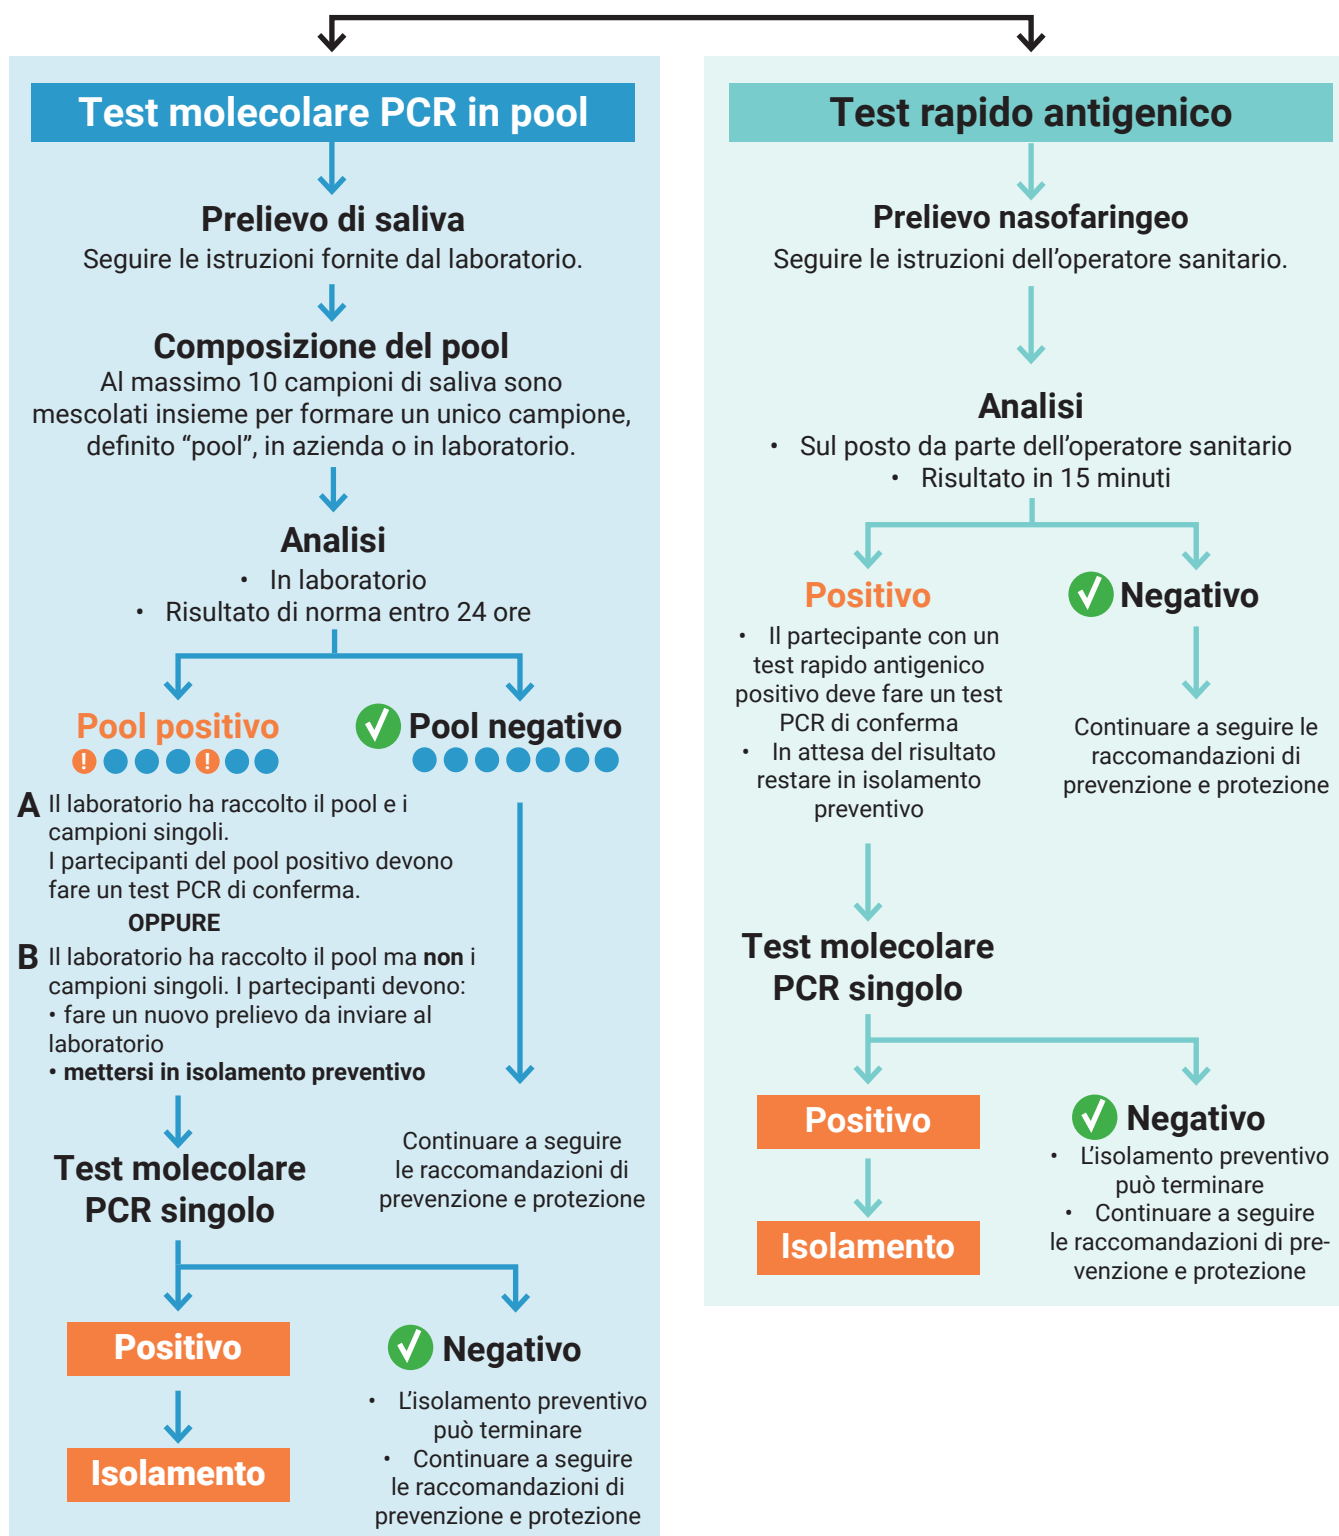 Test molecolare PCR in pool
Prelievo di saliva
Seguire le istruzioni fornite dal laboratorio.
Composizione del pool
Al massimo 10 campioni di saliva sono
mescolati insieme per formare un unico campione,
definito “pool”, in azienda o in laboratorio.
Analisi
• In laboratorio
• Risultato di norma entro 24 ore
Pool positivo
! !
Pool negativo
A Il laboratorio ha raccolto il pool e i
campioni singoli.
I partecipanti del pool positivo devono
fare un test PCR di conferma.
OPPURE
B Il laboratorio ha raccolto il pool ma non i
campioni singoli. I partecipanti devono:
• fare un nuovo prelievo da inviare al
laboratorio
• mettersi in isolamento preventivo
Continuare a seguire
le raccomandazioni di
prevenzione e protezione
Test molecolare
PCR singolo
Positivo
Isolamento
Negativo
• L’isolamento preventivo
può terminare
• Continuare a seguire
le raccomandazioni di
prevenzione e protezione
Test rapido antigenico
Prelievo nasofaringeo
Seguire le istruzioni dell’operatore sanitario.
Analisi
• Sul posto da parte dell’operatore sanitario
• Risultato in 15 minuti
Positivo
• Il partecipante con un
test rapido antigenico
positivo deve fare un test
PCR di conferma
• In attesa del risultato
restare in isolamento
preventivo
Negativo
Continuare a seguire le
raccomandazioni di
prevenzione e protezione
Test molecolare
PCR singolo
Positivo
Isolamento
Negativo
• L’isolamento preventivo
può terminare
• Continuare a seguire
le raccomandazioni di pre-
venzione e protezione